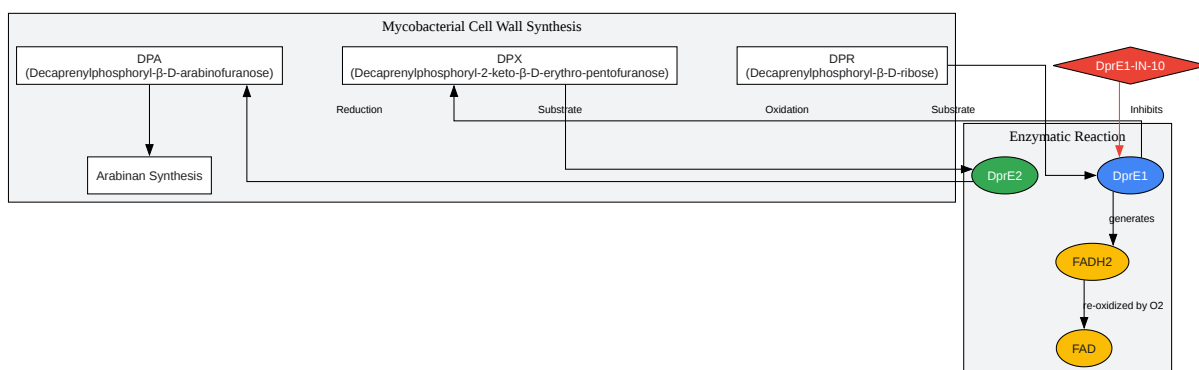 Mycobacterial Cell Wall Synthesis
DPA
(Decaprenylphosphoryl-β-D-arabinofuranose)
DPX
(Decaprenylphosphoryl-2-keto-β-D-erythro-pentofuranose)
DPR
(Decaprenylphosphoryl-β-D-ribose)
DprE1-IN-10
Reduction
Substrate
Oxidation
Substrate
Inhibits
Enzymatic Reaction
Arabinan Synthesis
DprE2
DprE1
generates
FADH2
re-oxidized by O2
FAD